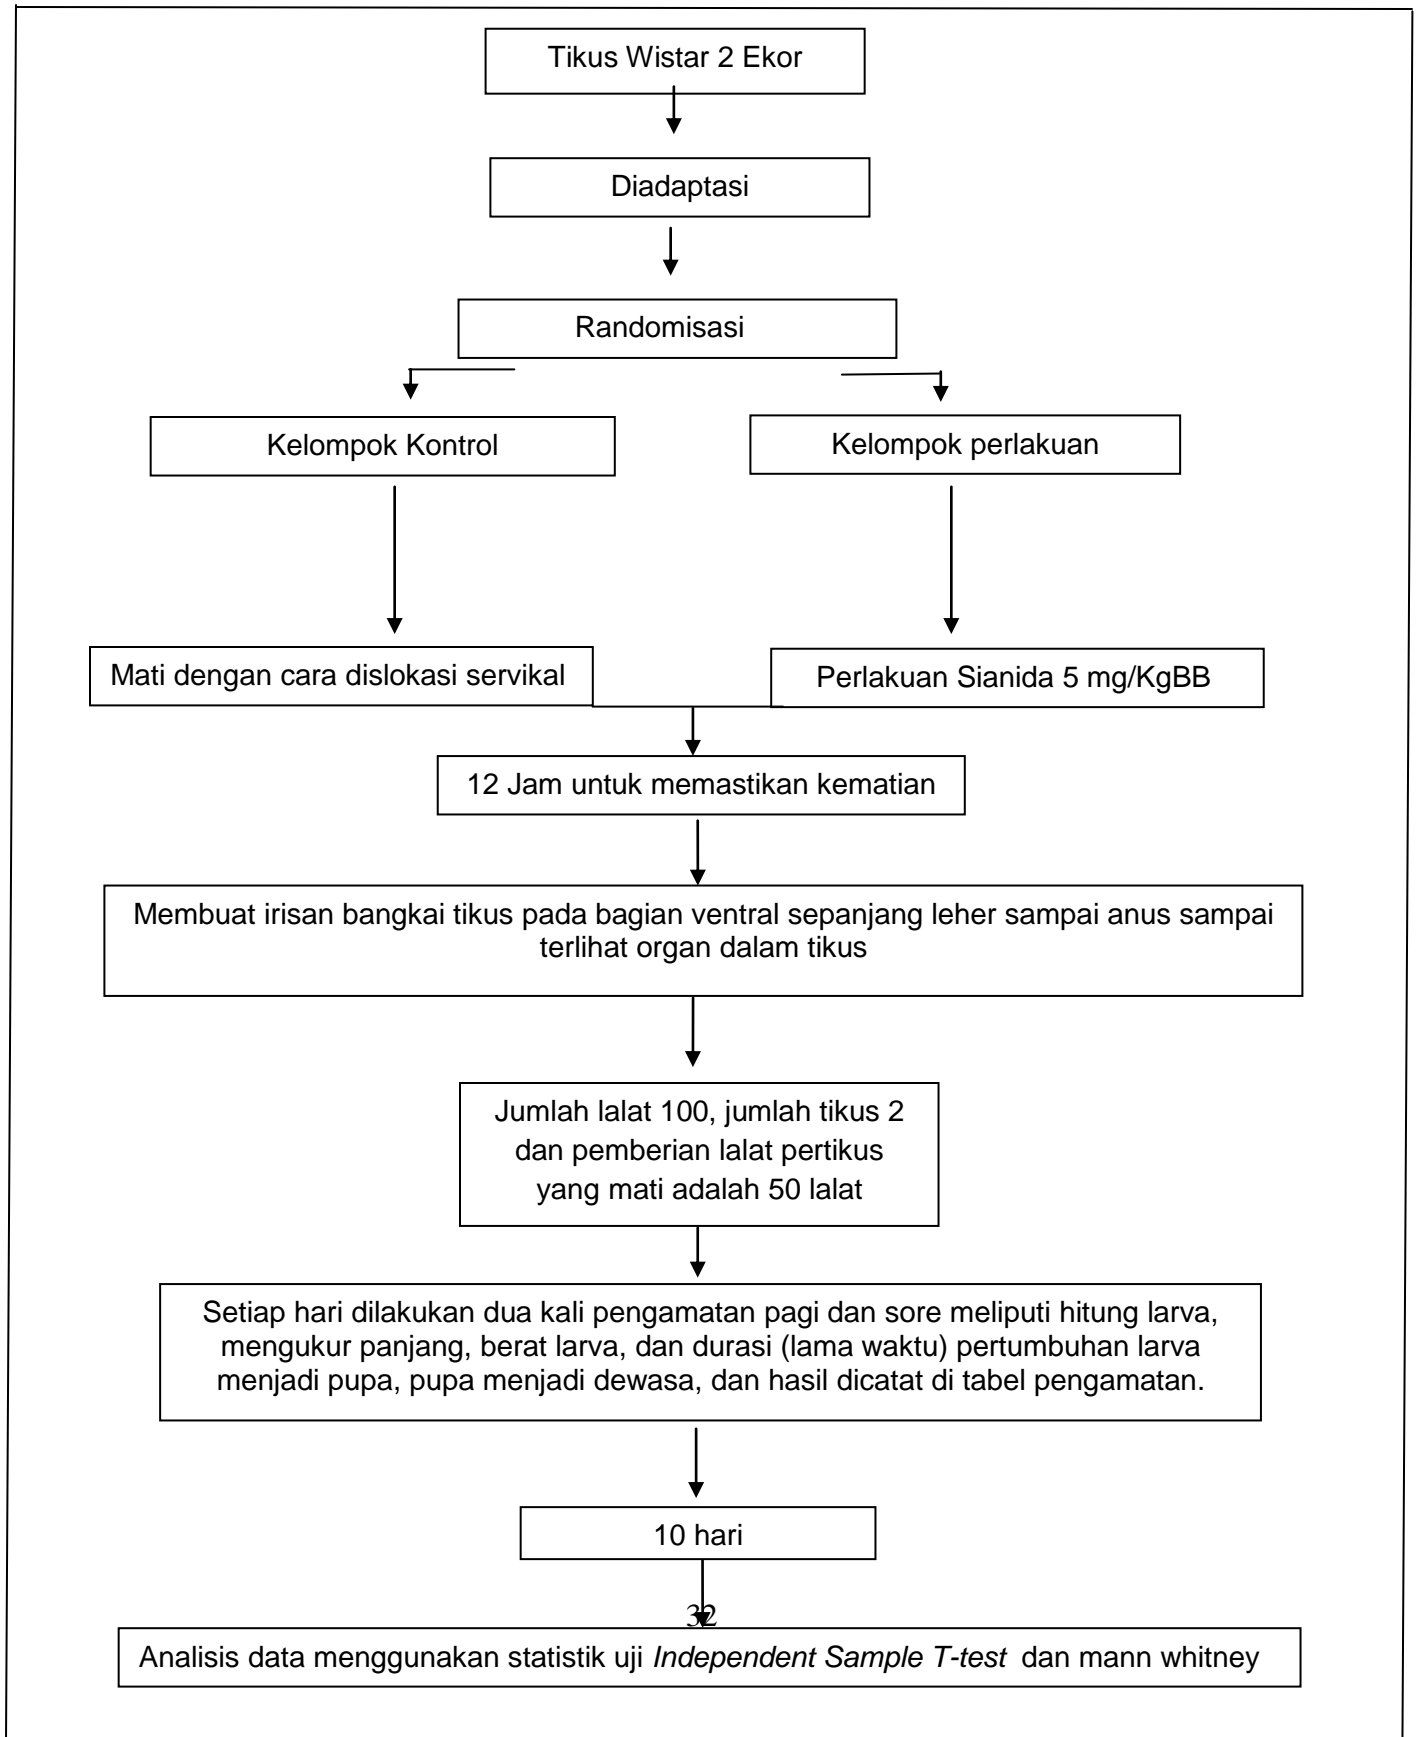 Tikus Wistar 2 Ekor
Diadaptasi
Randomisasi
Kelompok Kontrol
Kelompok perlakuan
Mati dengan cara dislokasi servikal
Perlakuan Sianida 5 mg/KgBB
12 Jam untuk memastikan kematian
Membuat irisan bangkai tikus pada bagian ventral sepanjang leher sampai anus sampai
terlihat organ dalam tikus
Jumlah lalat 100, jumlah tikus 2
dan pemberian lalat pertikus
yang mati adalah 50 lalat
Setiap hari dilakukan dua kali pengamatan pagi dan sore meliputi hitung larva,
mengukur panjang, berat larva, dan durasi (lama waktu) pertumbuhan larva
menjadi pupa, pupa menjadi dewasa, dan hasil dicatat di tabel pengamatan.
10 hari
32
Analisis data menggunakan statistik uji Independent Sample T-test dan mann whitney